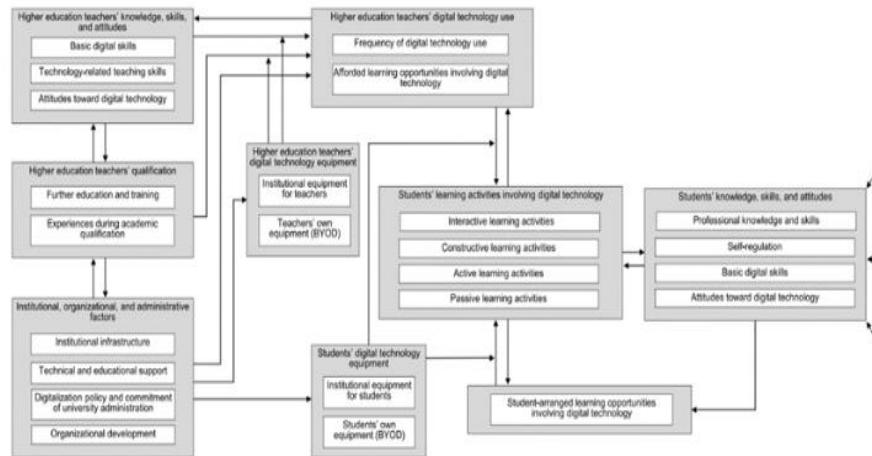 Higher education teachers' knowledge, skills,
and attitudes
Basic digital skills
Technology-related teaching skills
Attitudes toward digital technology
Higher education teachers' digital technology use
Frequency of digital technology use
Afforded learning opportunities involving digital
technology
Higher education teachers' qualification
Further education and training
Experiences during academic
qualification
Higher education teachers'
digital technology equipment
Institutional equipment
for teachers
Teachers' own
equipment (BYOD)
Students' learning activities involving digital technology
Interactive learning activities
Constructive learning activities
Active learning activities
Passive learning activities
Students' knowledge, skills, and attitudes
Professional knowledge and skills
Self-regulation
Basic digital skills
Attitudes toward digital technology
Institutional, organizational, and administrative
factors
Institutional infrastructure
Technical and educational support
Digitalization policy and commitment
of university administration
Organizational development
Students' digital technology
equipment
Institutional equipment
for students
Students' own
equipment (BYOD)
Student-arranged learning opportunities
involving digital technology